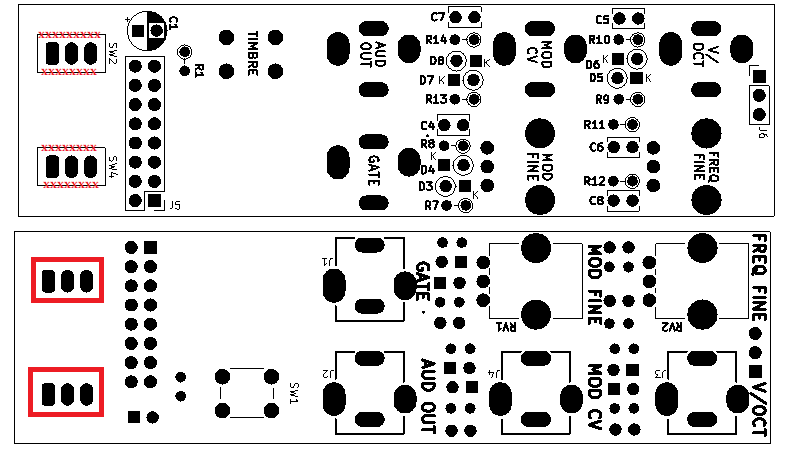 C1
SW2
R1
TIMBRE
AUD
OUT
C7
R14
D8
K
D7
K
R13
MOD
CV
C5
R10
D6
K
D5
K
R9
V/
OCT
J6
SW4
J5
GATE
C4
R8
K
D4
D3
K
R7
MOD
FINE
R11
C6
R12
C8
FREQ
FINE
J1
GATE
RV1
MOD FINE
RV2
FREQ FINE
SW1
J2
AUD OUT
J4
MOD CV
J3
V/OCT